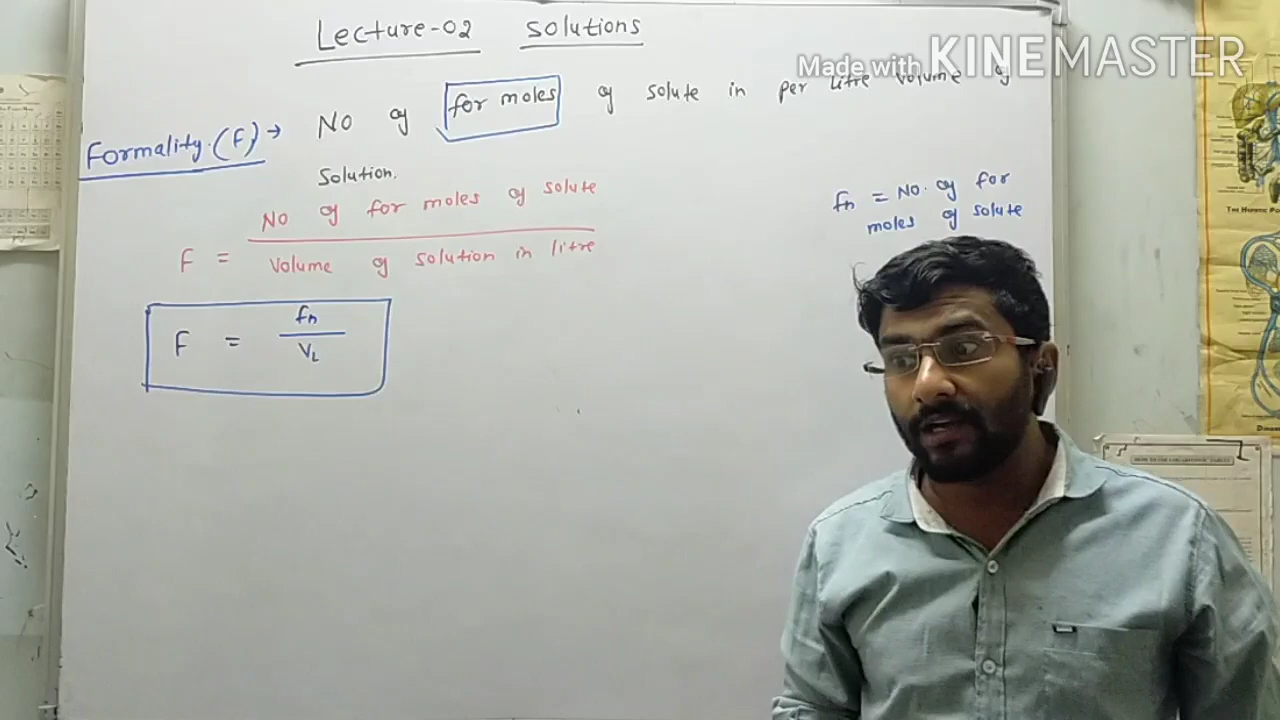 Lecture-02 Solutions
Made with KINEMASTER
Formality.(F)→ No of for moles of solute in per litre volume of
Solution.
F = No of for moles of solute
Volume of solution in litre
fn = No. of for
moles of solute
F = fn
VL
THE HUMAN